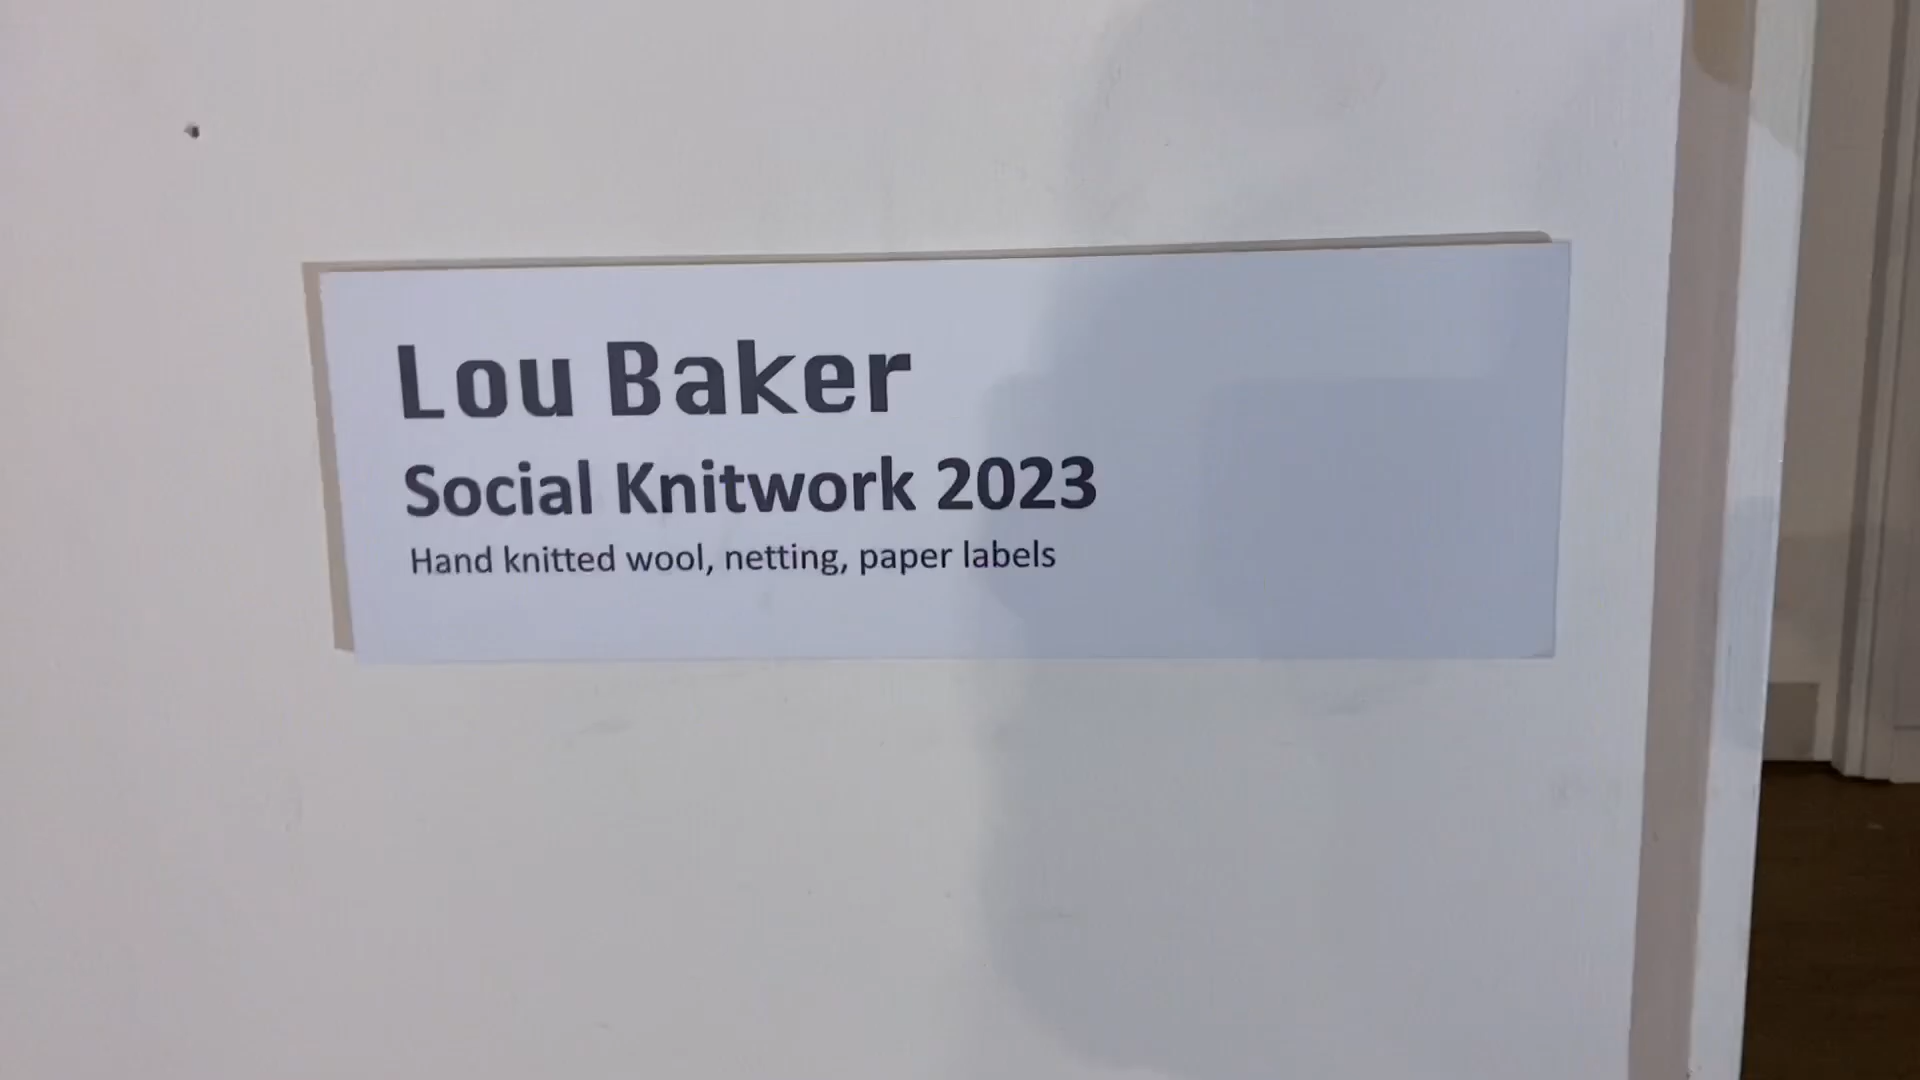 Lou Baker
Social Knitwork 2023
Hand knitted wool, netting, paper labels